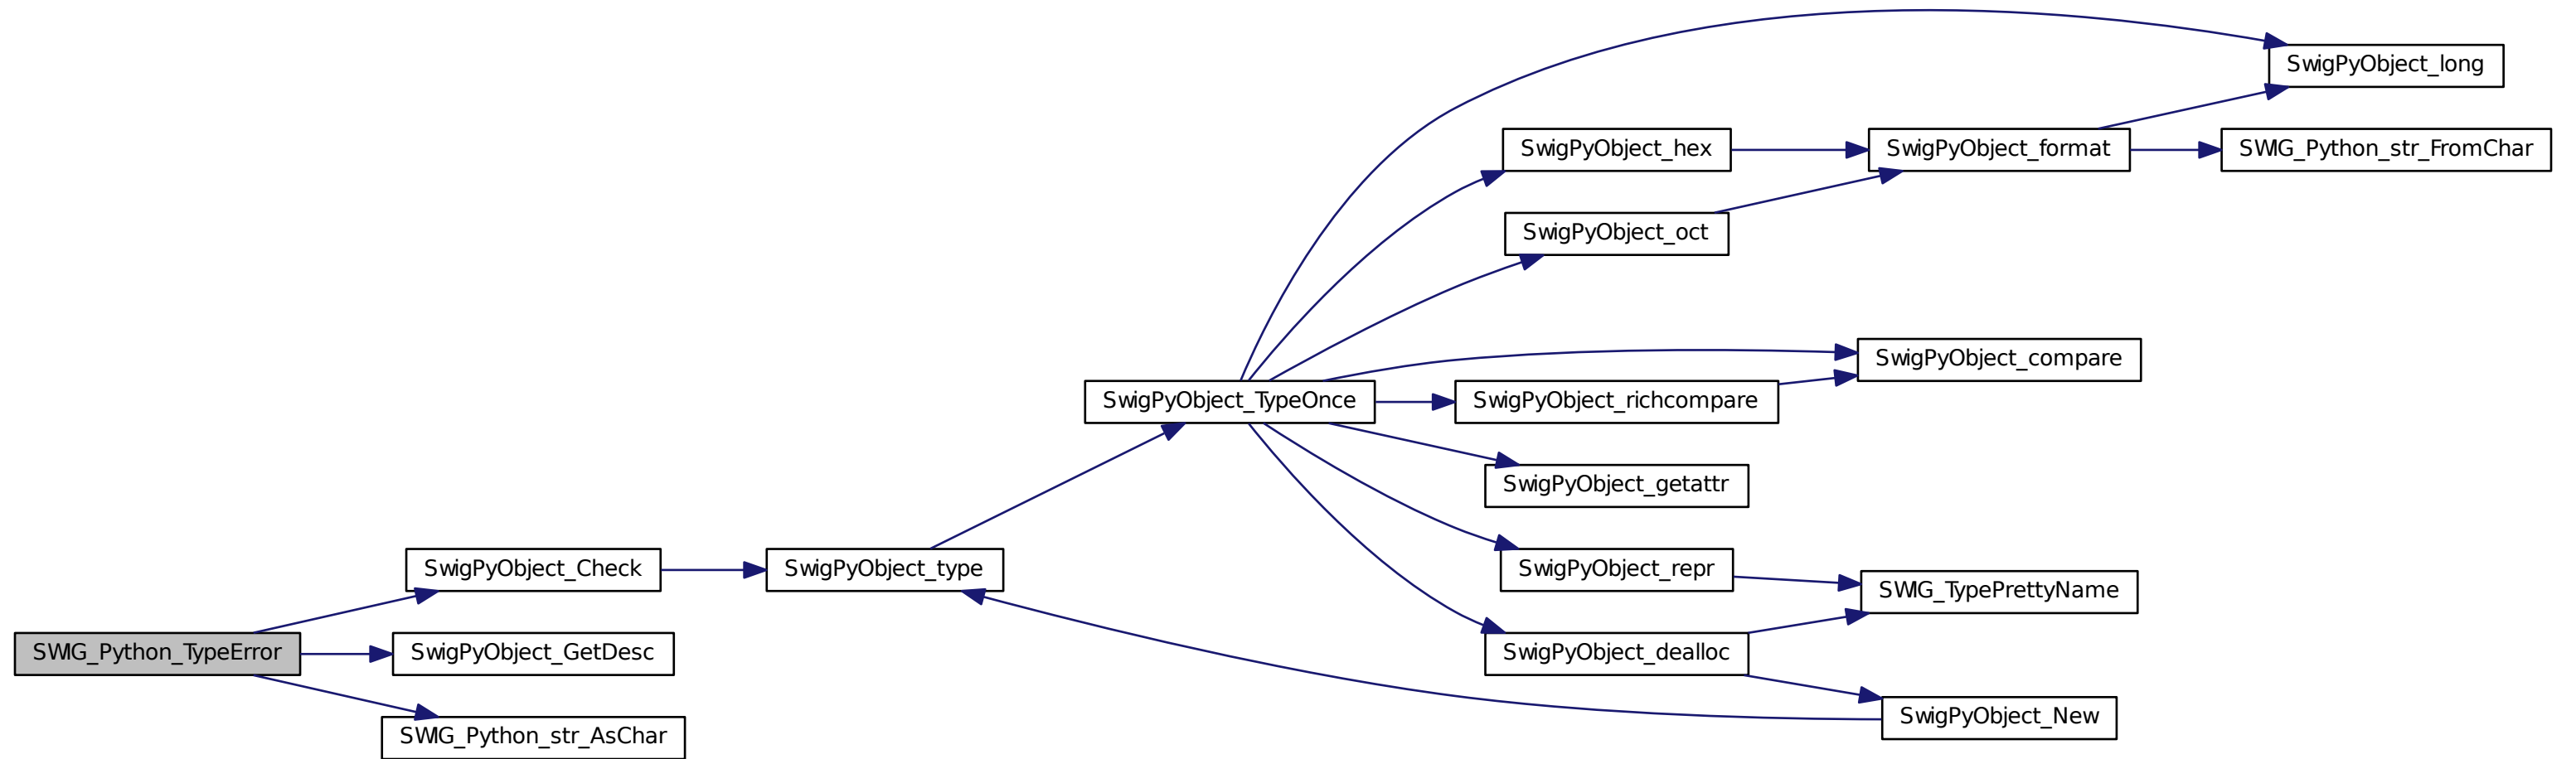 SwigPyObject_long
SwigPyObject_hex
SwigPyObject_format
SWIG_Python_str_FromChar
SwigPyObject_oct
SwigPyObject_compare
SwigPyObject_TypeOnce
SwigPyObject_richcompare
SwigPyObject_getattr
SwigPyObject_Check
SwigPyObject_type
SwigPyObject_repr
SWIG_TypePrettyName
SWIG_Python_TypeError
SwigPyObject_GetDesc
SwigPyObject_dealloc
SwigPyObject_New
SWIG_Python_str_AsChar